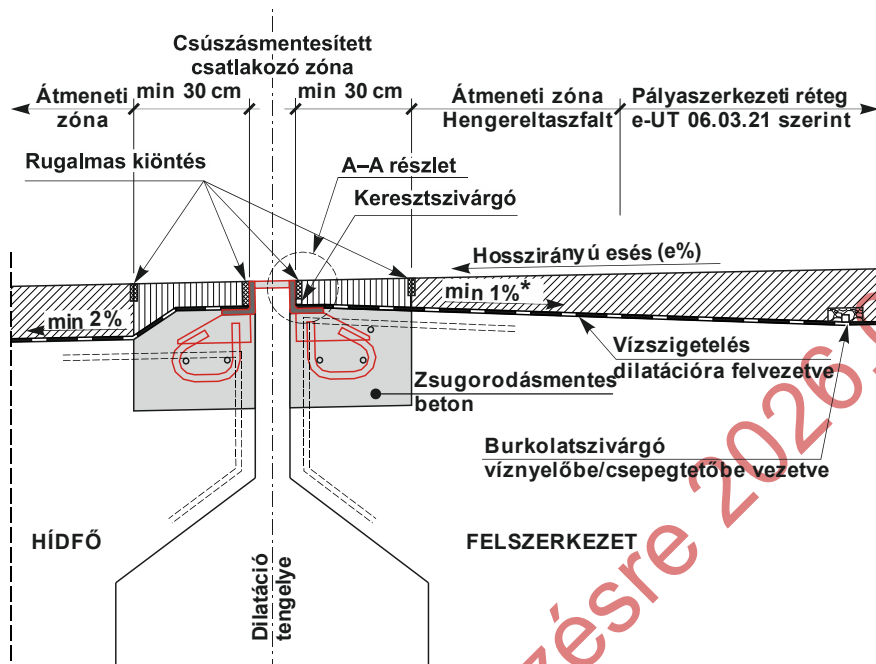 Csúszásmentesített
csatlakozó zóna
min 30 cm
min 30 cm
Átmeneti
zóna
Átmeneti zóna
Hengereltaszfalt
Pályaszerkezeti réteg
e-UT 06.03.21 szerint
Rugalmas kiöntés
A–A részlet
Keresztszivárgó
Hosszirányú esés (e%)
min 1%*
min 2%
Vízszigetelés
dilatációra felvezetve
Zsugorodásmentes
beton
Burkolatszivárgó
víznyelőbe/csepegtetőbe vezetve
HÍDFŐ
FELSZERKEZET
Dilatáció
tengelye
zésre 2026.